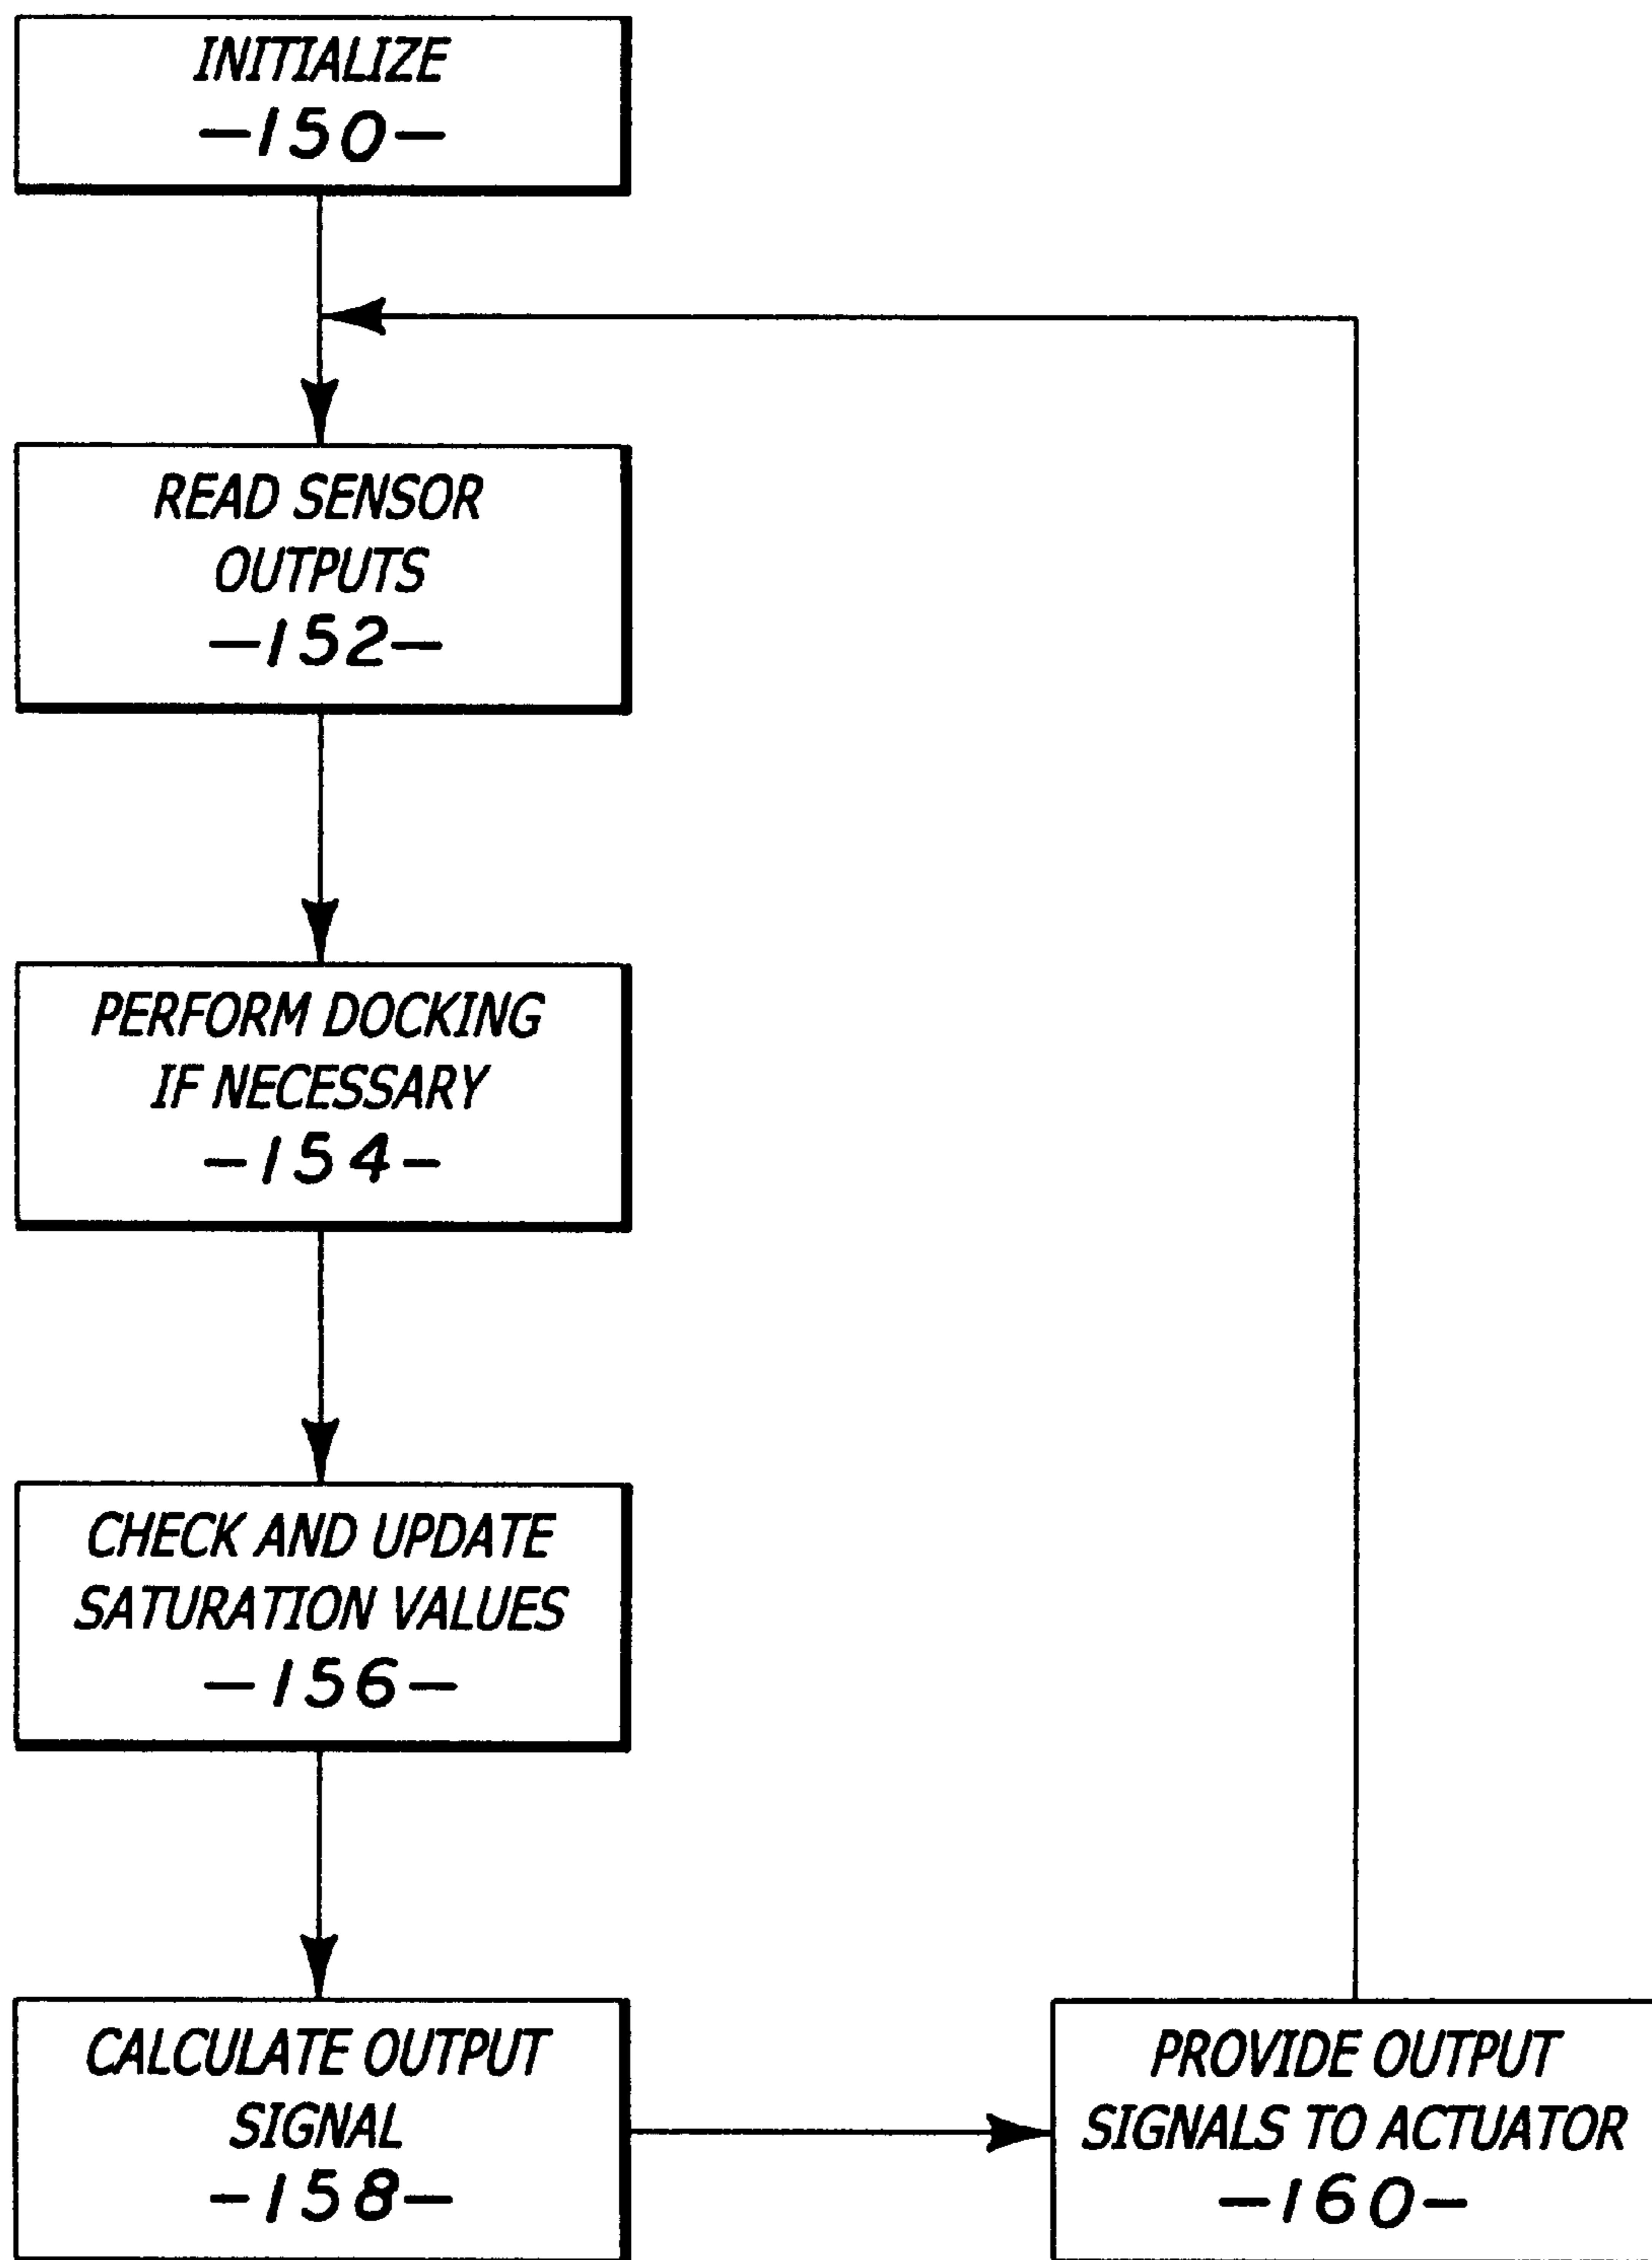 INITIALIZE
-150-
READ SENSOR
OUTPUTS
-152-
PERFORM DOCKING
IF NECESSARY
-154-
CHECK AND UPDATE
SATURATION VALUES
-156-
CALCULATE OUTPUT
SIGNAL
-158-
PROVIDE OUTPUT
SIGNALS TO ACTUATOR
-160-